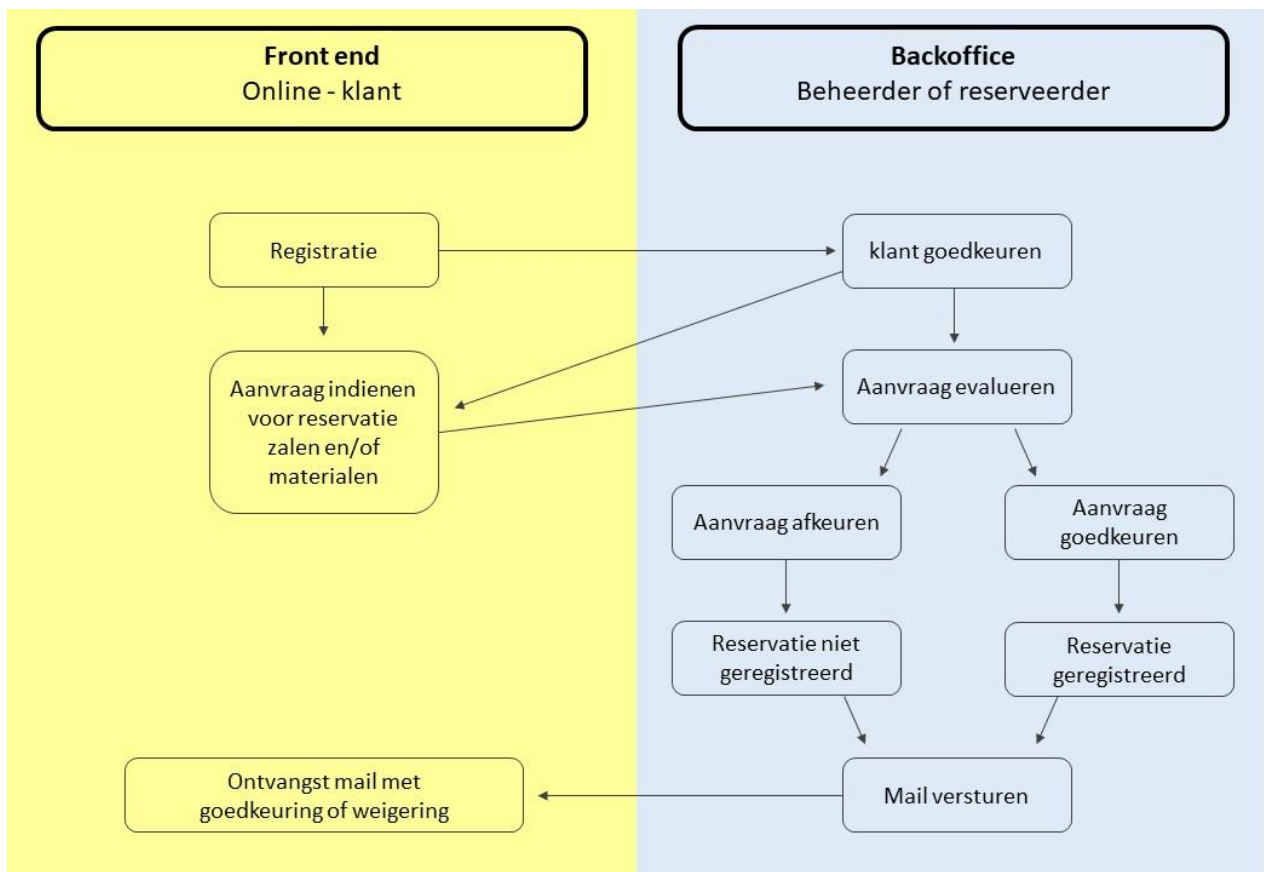 Front end
Online - klant
Backoffice
Beheerder of reserveerder
Registratie
klant goedkeuren
Aanvraag indienen
voor reservatie
zalen en/of
materialen
Aanvraag evalueren
Aanvraag afkeuren
Aanvraag
goedkeuren
Reservatie niet
geregistreerd
Reservatie
geregistreerd
Ontvangst mail met
goedkeuring of weigering
Mail versturen